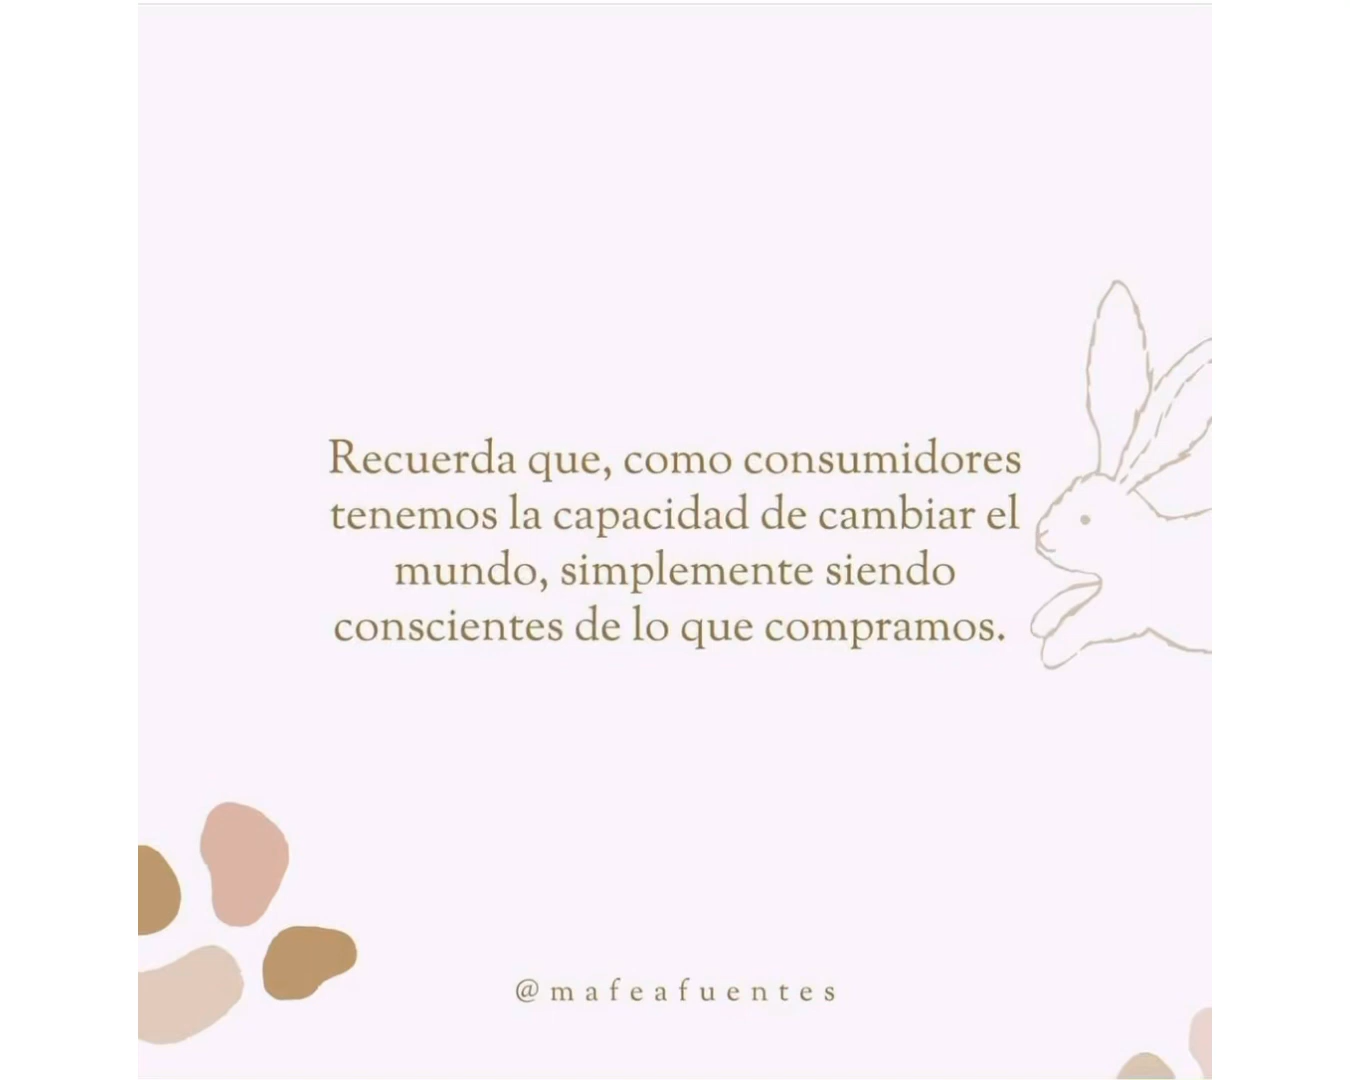 Recuerda que, como consumidores
tenemos la capacidad de cambiar el
mundo, simplemente siendo
conscientes de lo que compramos.
@mafeafuentes